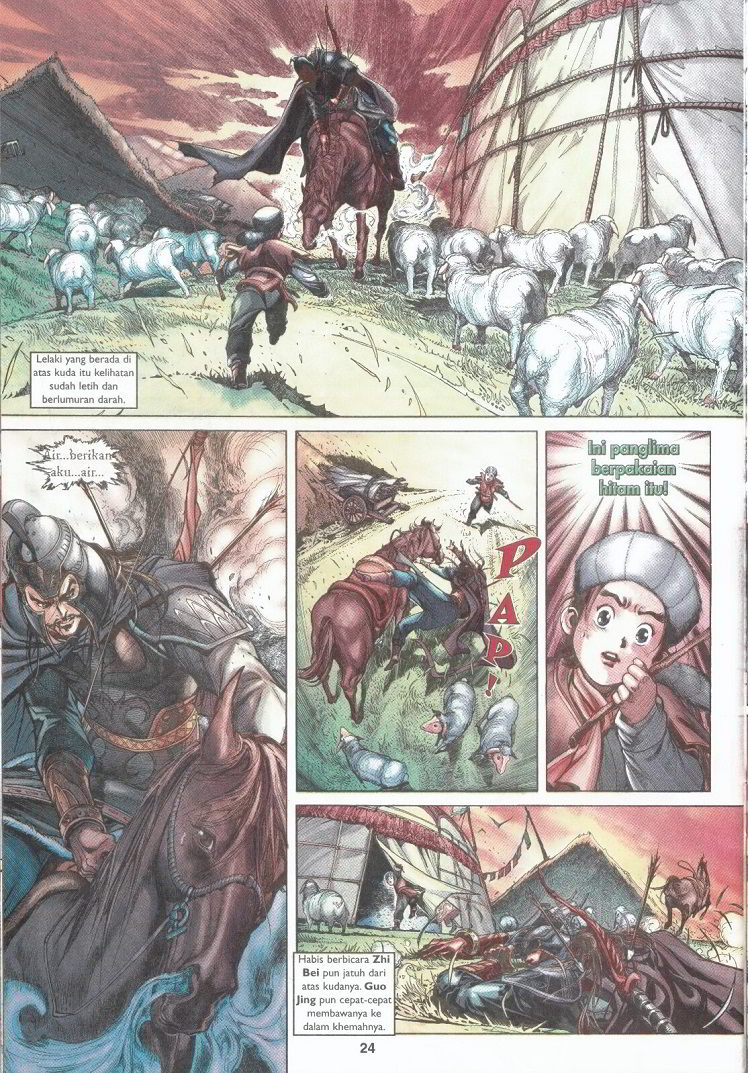 Lelaki yang berada di
atas kuda itu kelihatan
sudah letih dan
berlumuran darah.
Air...berikan
aku...air...
PAP!
Ini panglima
berpakaian
hitam itu!
Habis berbicara Zhi
Bei pun jatuh dari
atas kudanya. Guo
Jing pun cepat-cepat
membawanya ke
dalam khemahnya.
24